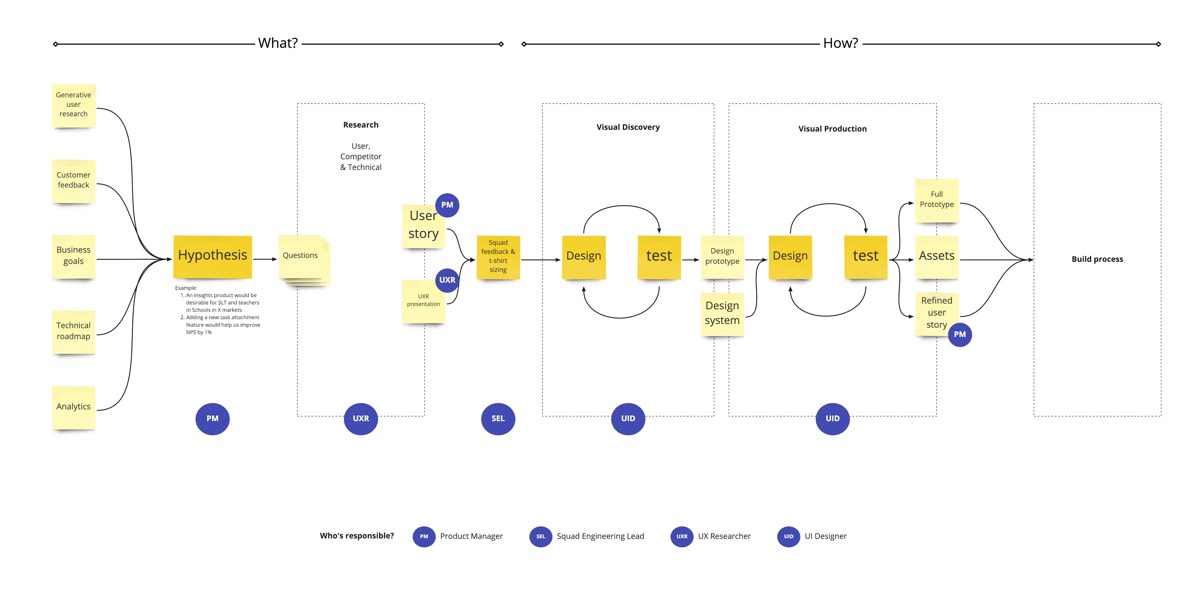 What?
How?
Generative
user
research
Customer
feedback
Business
goals
Technical
roadmap
Analytics
Hypothesis
Example:
1. An insights product would be
desirable for SLT and teachers
in Schools in X markets
2. Adding a new task attachment
feature would help us improve
NPS by 1%
PM
Questions
Research
User,
Competitor
& Technical
User
story
PM
UXR
presentation
UXR
UXR
Squad
feedback &
t-shirt
sizing
SEL
Visual Discovery
Design
test
UID
Design
prototype
Design
system
Visual Production
Design
test
UID
Full
Prototype
Assets
Refined
user
story
PM
Build process
Who's responsible?
PM Product Manager
SEL Squad Engineering Lead
UXR UX Researcher
UID UI Designer